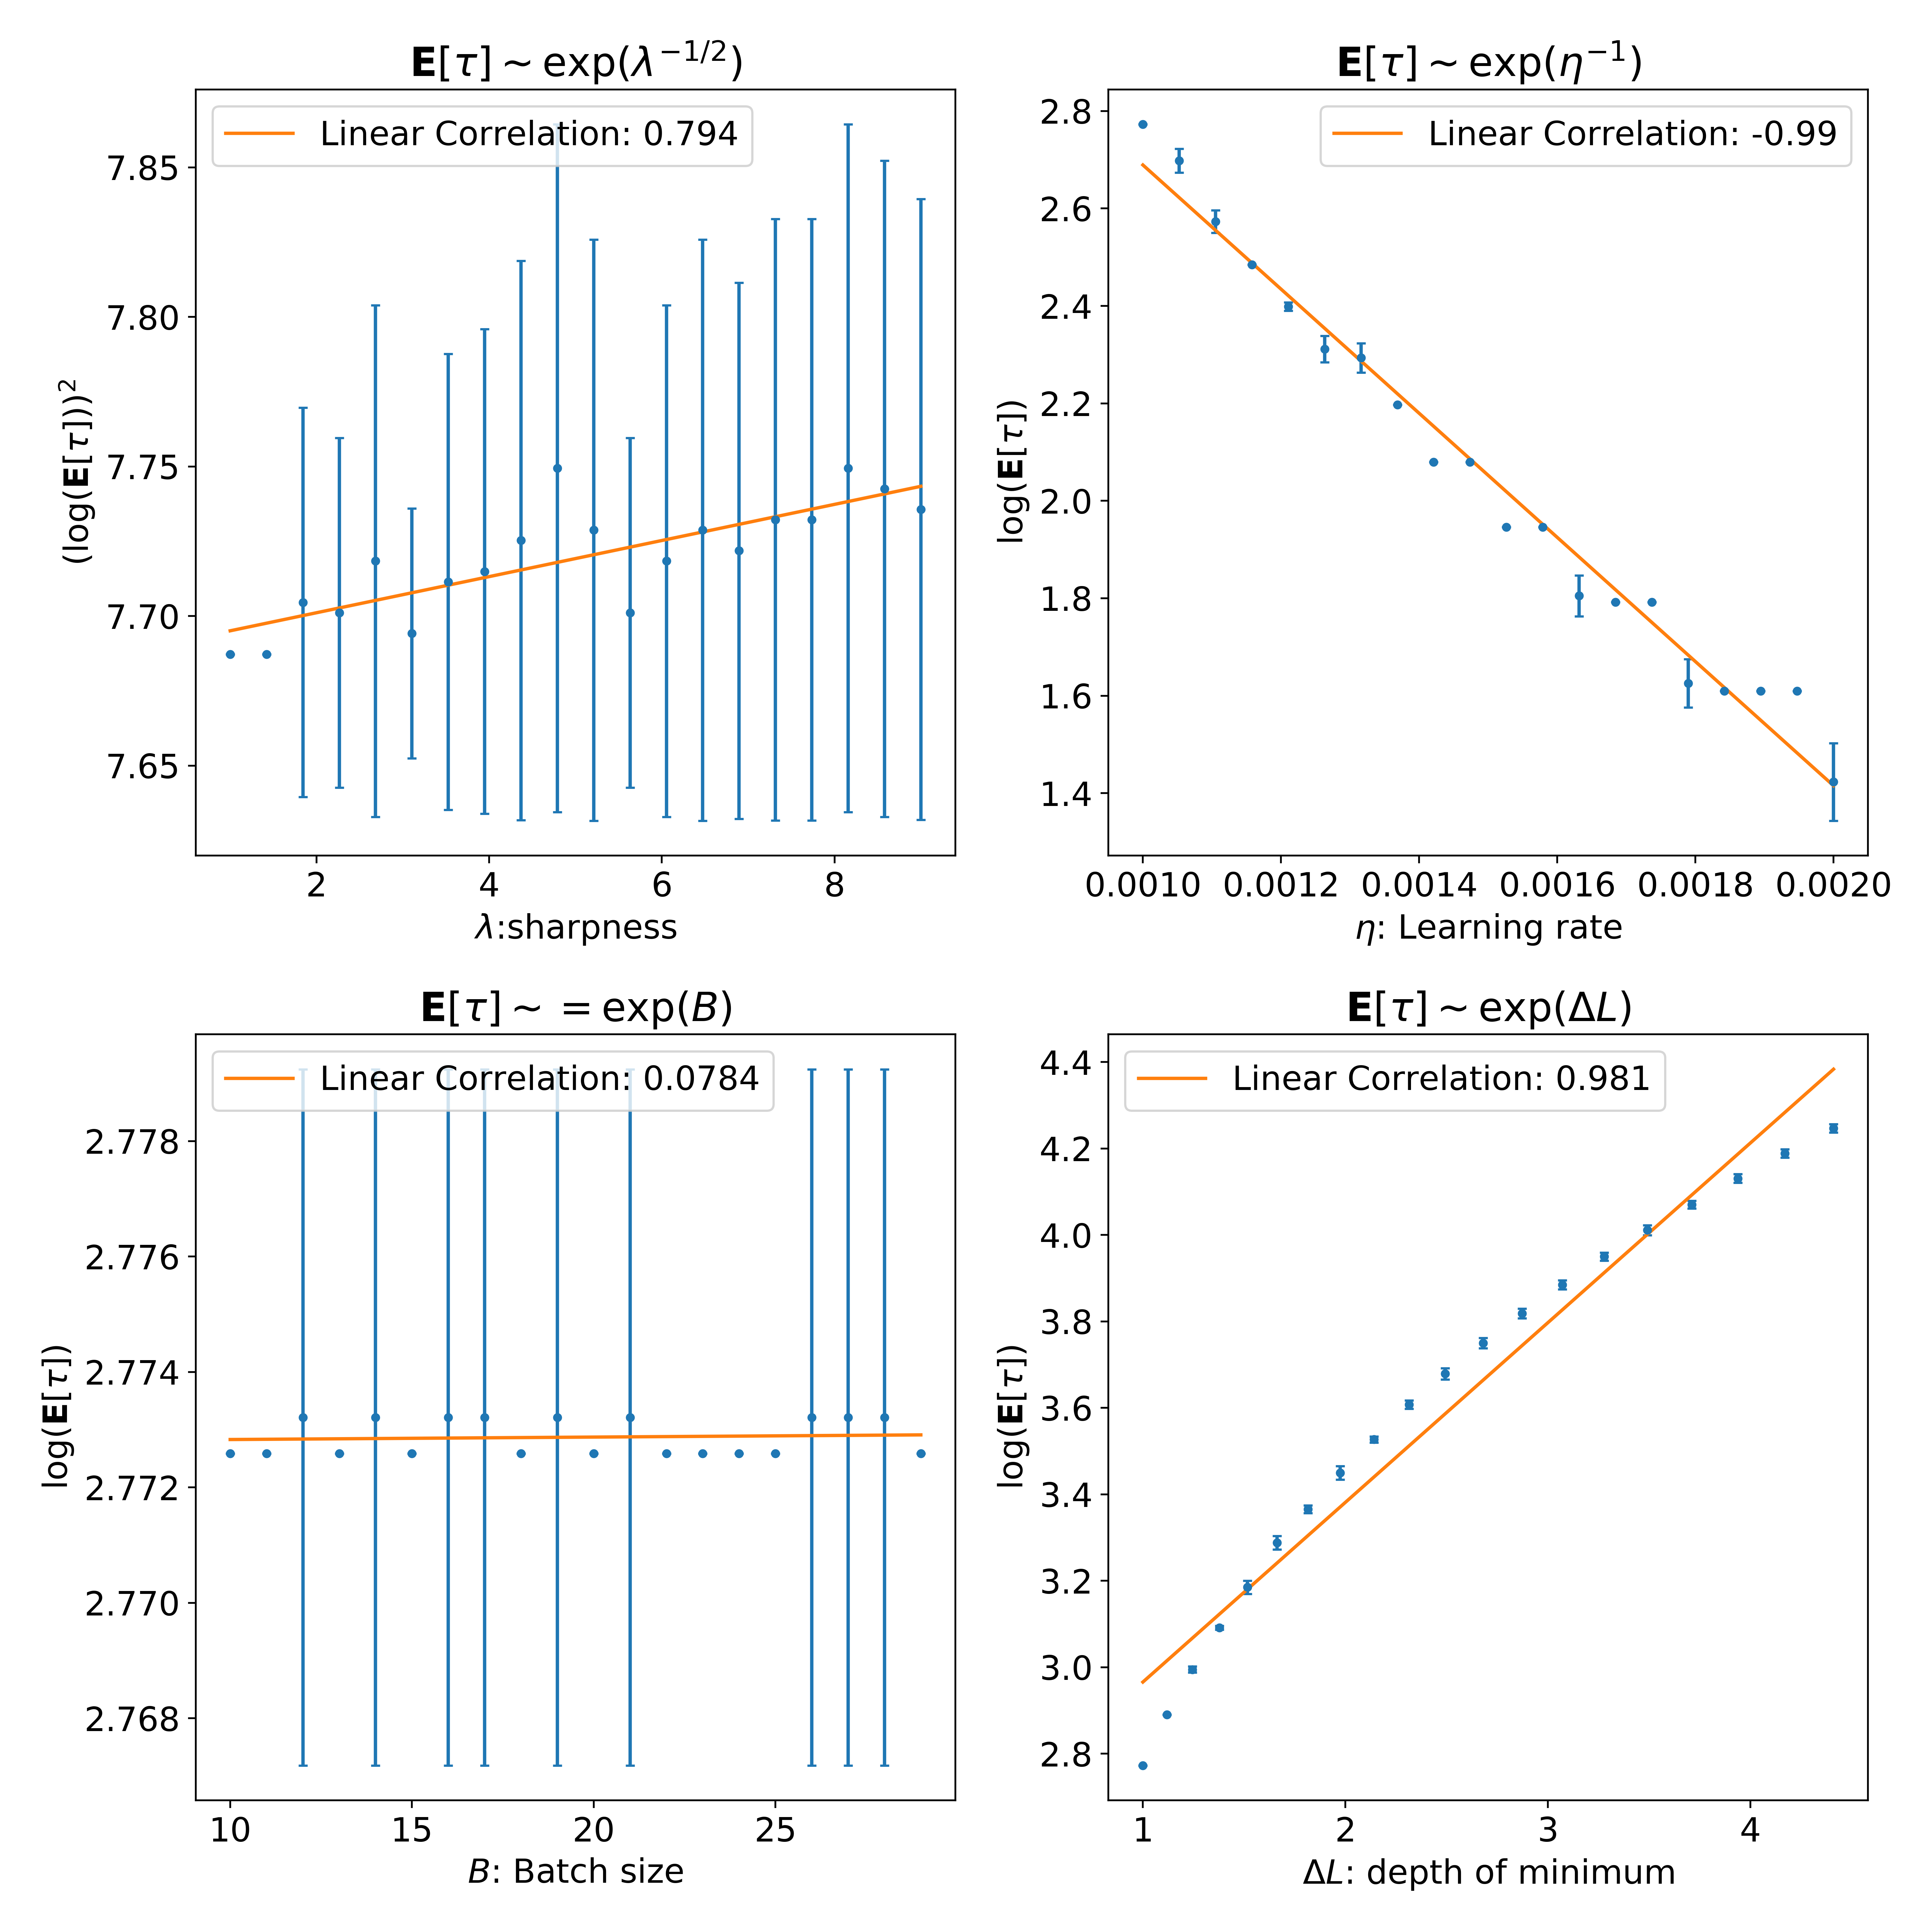 E[τ] ~ exp(λ^{-1/2})
Linear Correlation: 0.794
7.85
7.80
7.75
7.70
7.65
(log(E[τ]))²
2 4 6 8
λ:sharpness
E[τ] ~ exp(η^{-1})
Linear Correlation: -0.99
2.8
2.6
2.4
2.2
2.0
1.8
1.6
1.4
log(E[τ])
0.0010 0.0012 0.0014 0.0016 0.0018 0.0020
η: Learning rate
E[τ] ~ = exp(B)
Linear Correlation: 0.0784
2.778
2.776
2.774
2.772
2.770
2.768
log(E[τ])
10 15 20 25
B: Batch size
E[τ] ~ exp(ΔL)
Linear Correlation: 0.981
4.4
4.2
4.0
3.8
3.6
3.4
3.2
3.0
2.8
log(E[τ])
1 2 3 4
ΔL: depth of minimum